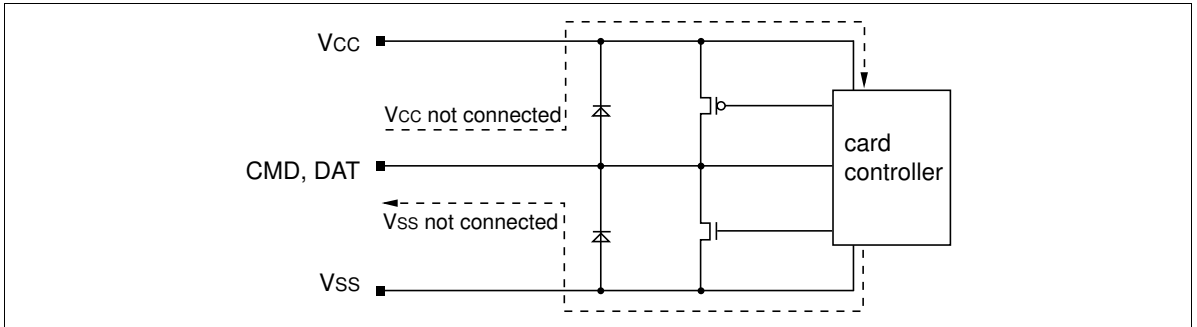 VCC
VCC not connected
CMD, DAT
card
controller
VSS not connected
VSS